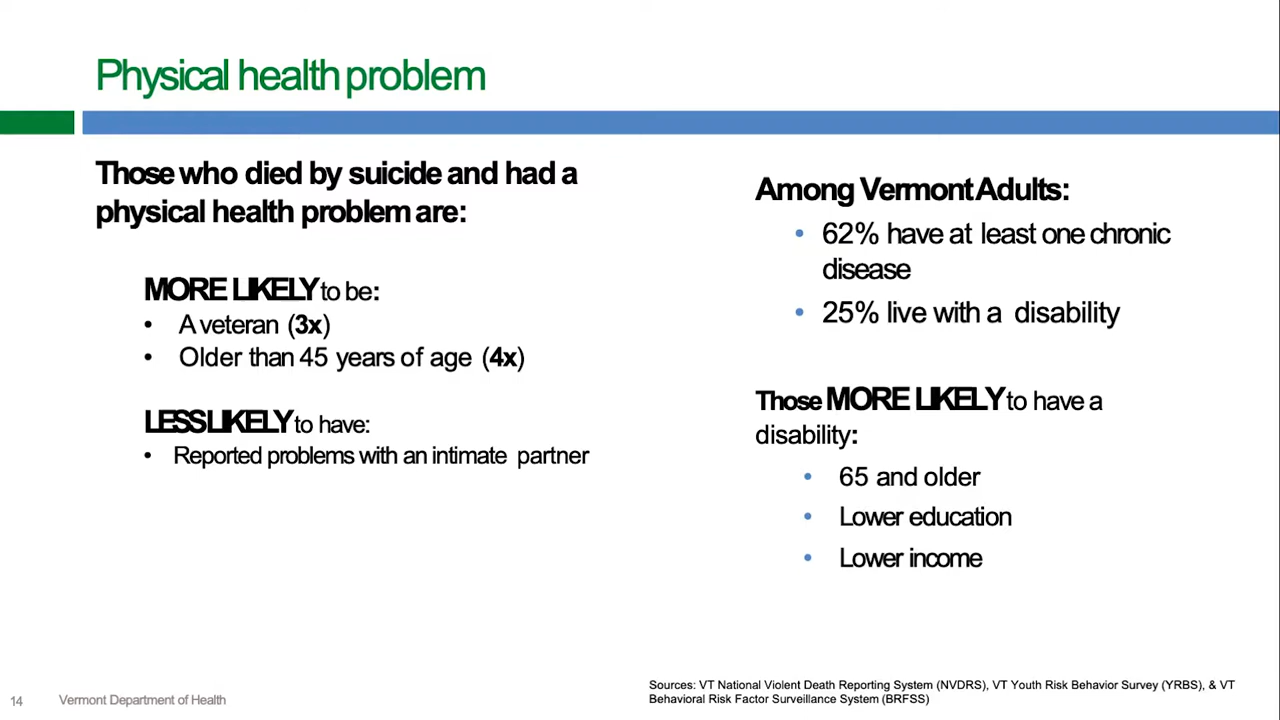 Physical health problem
Those who died by suicide and had a
physical health problem are:
MORE LIKELY to be:
• A veteran (3x)
• Older than 45 years of age (4x)
LESS LIKELY to have:
• Reported problems with an intimate partner
Among Vermont Adults:
• 62% have at least one chronic
disease
• 25% live with a disability
Those MORE LIKELY to have a
disability:
• 65 and older
• Lower education
• Lower income
14 Vermont Department of Health
Sources: VT National Violent Death Reporting System (NVDRS), VT Youth Risk Behavior Survey (YRBS), & VT
Behavioral Risk Factor Surveillance System (BRFSS)